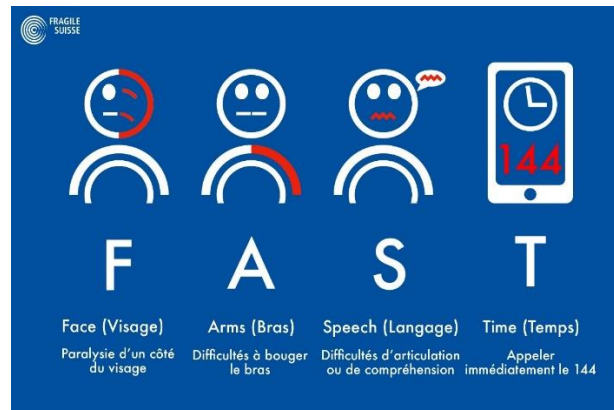 FRAGILE
SUISSE
144
F A S T
Face (Visage)
Paralysie d'un côté
du visage
Arms (Bras)
Difficultés à bouger
le bras
Speech (Langage)
Difficultés d'articulation
ou de compréhension
Time (Temps)
Appeler
immédiatement le 144